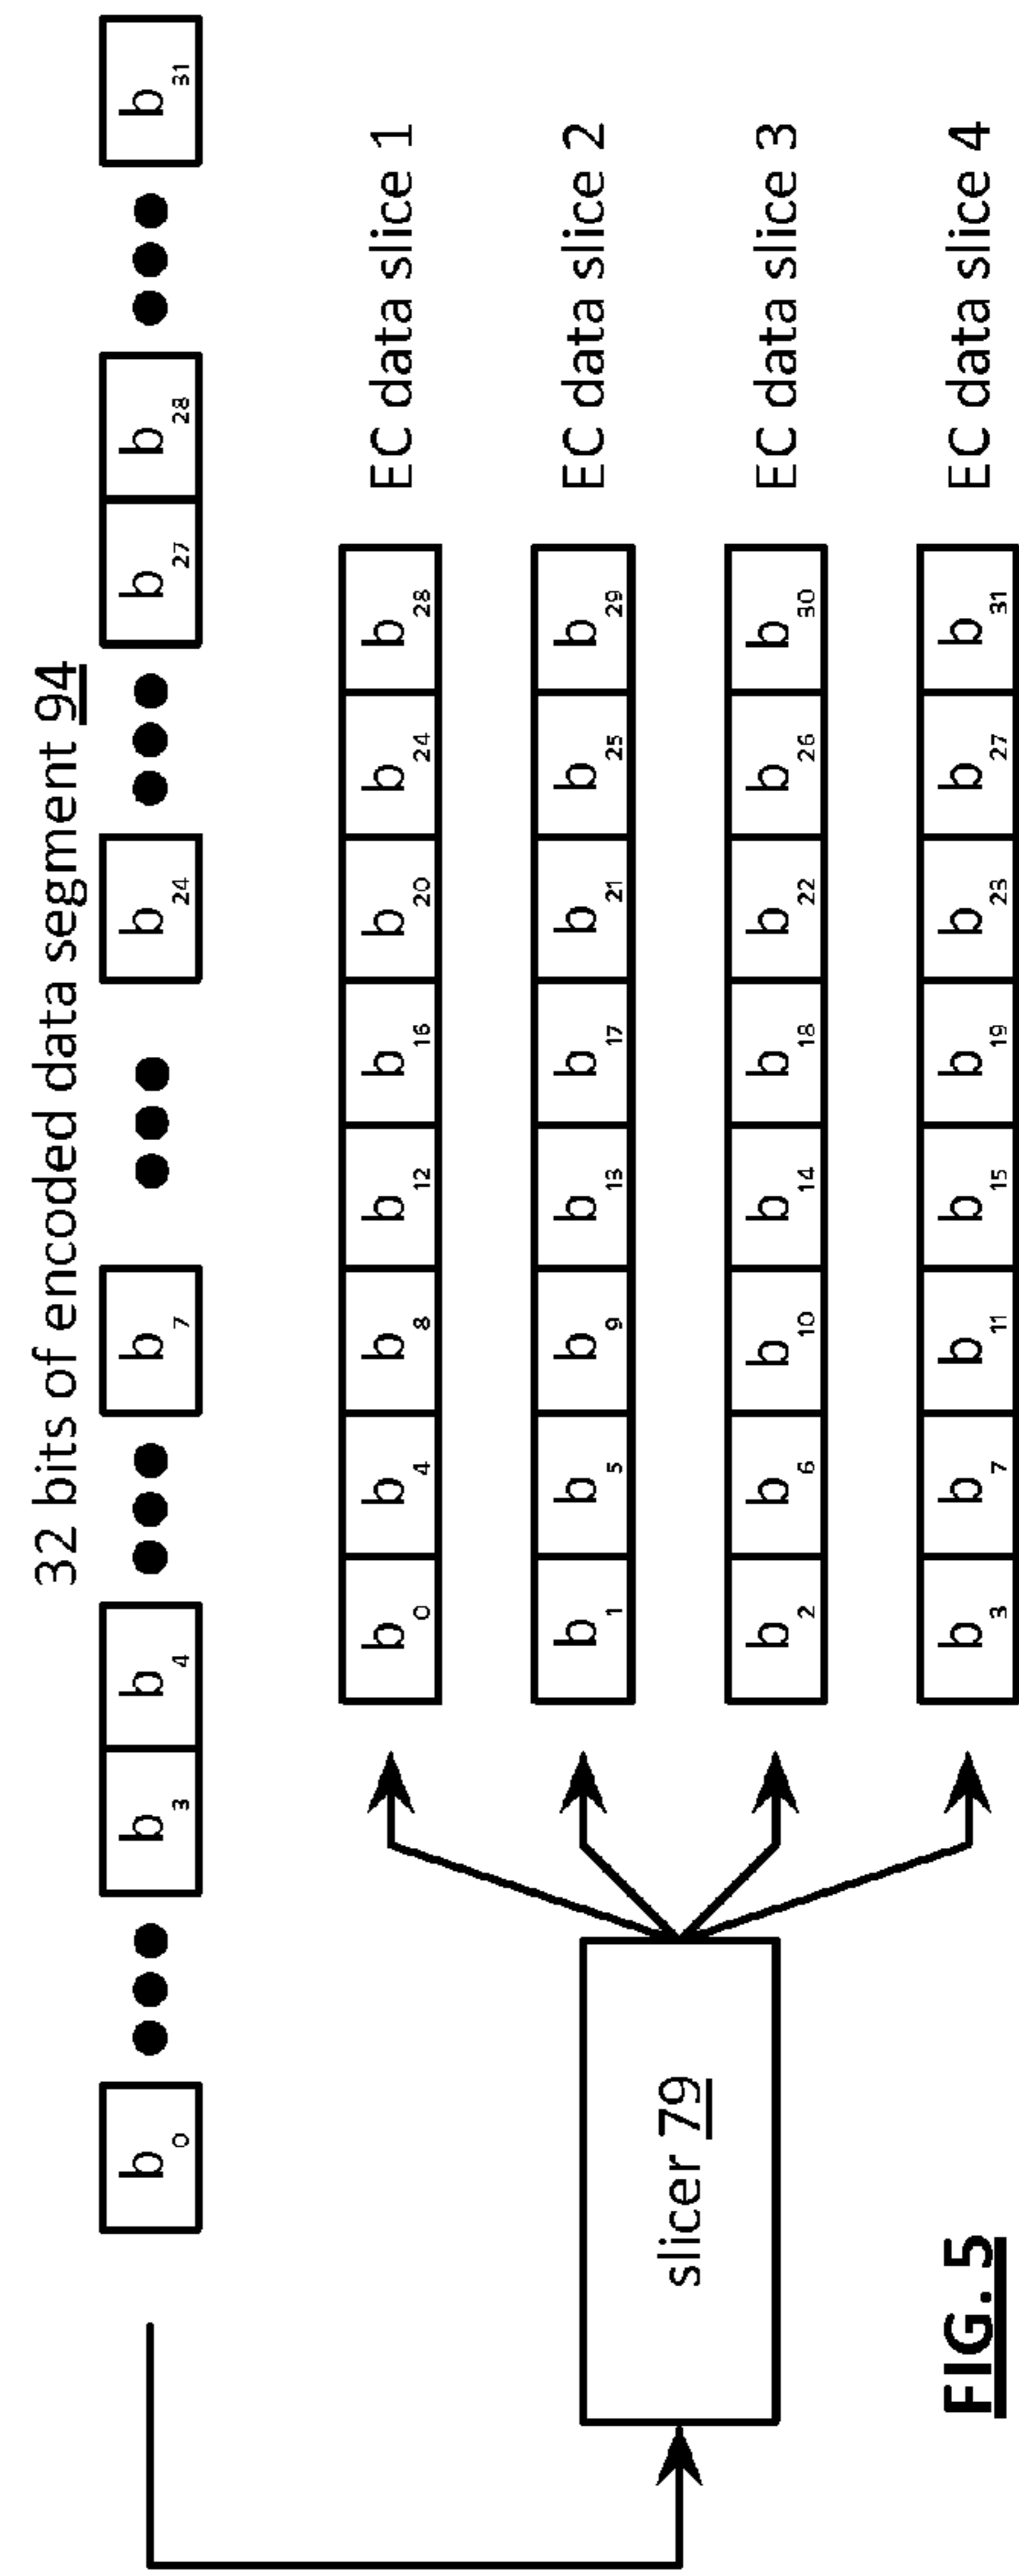 32 bits of encoded data segment 94
b0 ●●● b3 b4 ●●● b7 ●●● b24 ●●● b27 b28 ●●● b31
b0 b4 b8 b12 b16 b20 b24 b28 EC data slice 1
b1 b5 b9 b13 b17 b21 b25 b29 EC data slice 2
slicer 79
b2 b6 b10 b14 b18 b22 b26 b30 EC data slice 3
b3 b7 b11 b15 b19 b23 b27 b31 EC data slice 4
FIG. 5